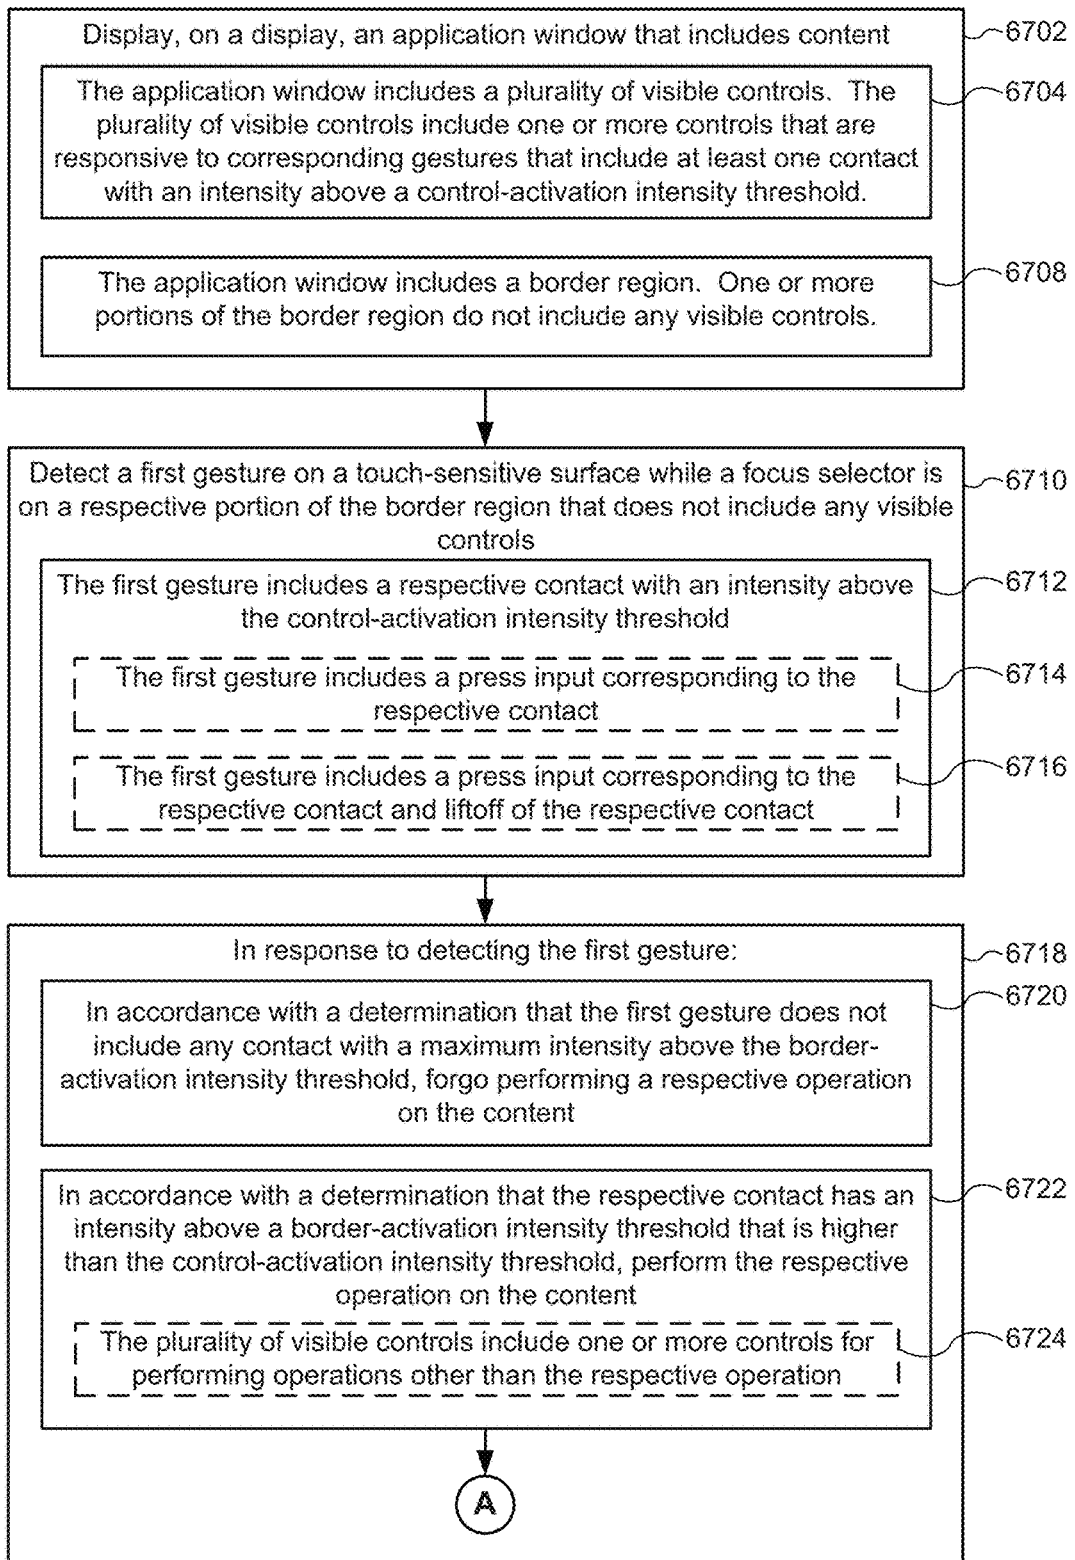 Display, on a display, an application window that includes content
6702
The application window includes a plurality of visible controls. The
plurality of visible controls include one or more controls that are
responsive to corresponding gestures that include at least one contact
with an intensity above a control-activation intensity threshold.
6704
The application window includes a border region. One or more
portions of the border region do not include any visible controls.
6708
Detect a first gesture on a touch-sensitive surface while a focus selector is
on a respective portion of the border region that does not include any visible
controls
6710
The first gesture includes a respective contact with an intensity above
the control-activation intensity threshold
6712
The first gesture includes a press input corresponding to the
respective contact
6714
The first gesture includes a press input corresponding to the
respective contact and liftoff of the respective contact
6716
In response to detecting the first gesture:
6718
In accordance with a determination that the first gesture does not
include any contact with a maximum intensity above the border-
activation intensity threshold, forgo performing a respective operation
on the content
6720
In accordance with a determination that the respective contact has an
intensity above a border-activation intensity threshold that is higher
than the control-activation intensity threshold, perform the respective
operation on the content
6722
The plurality of visible controls include one or more controls for
performing operations other than the respective operation
6724
A